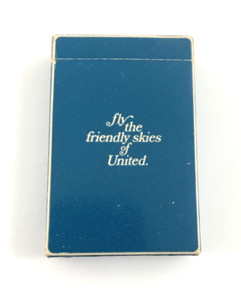 fly
the
friendly skies
of
United.